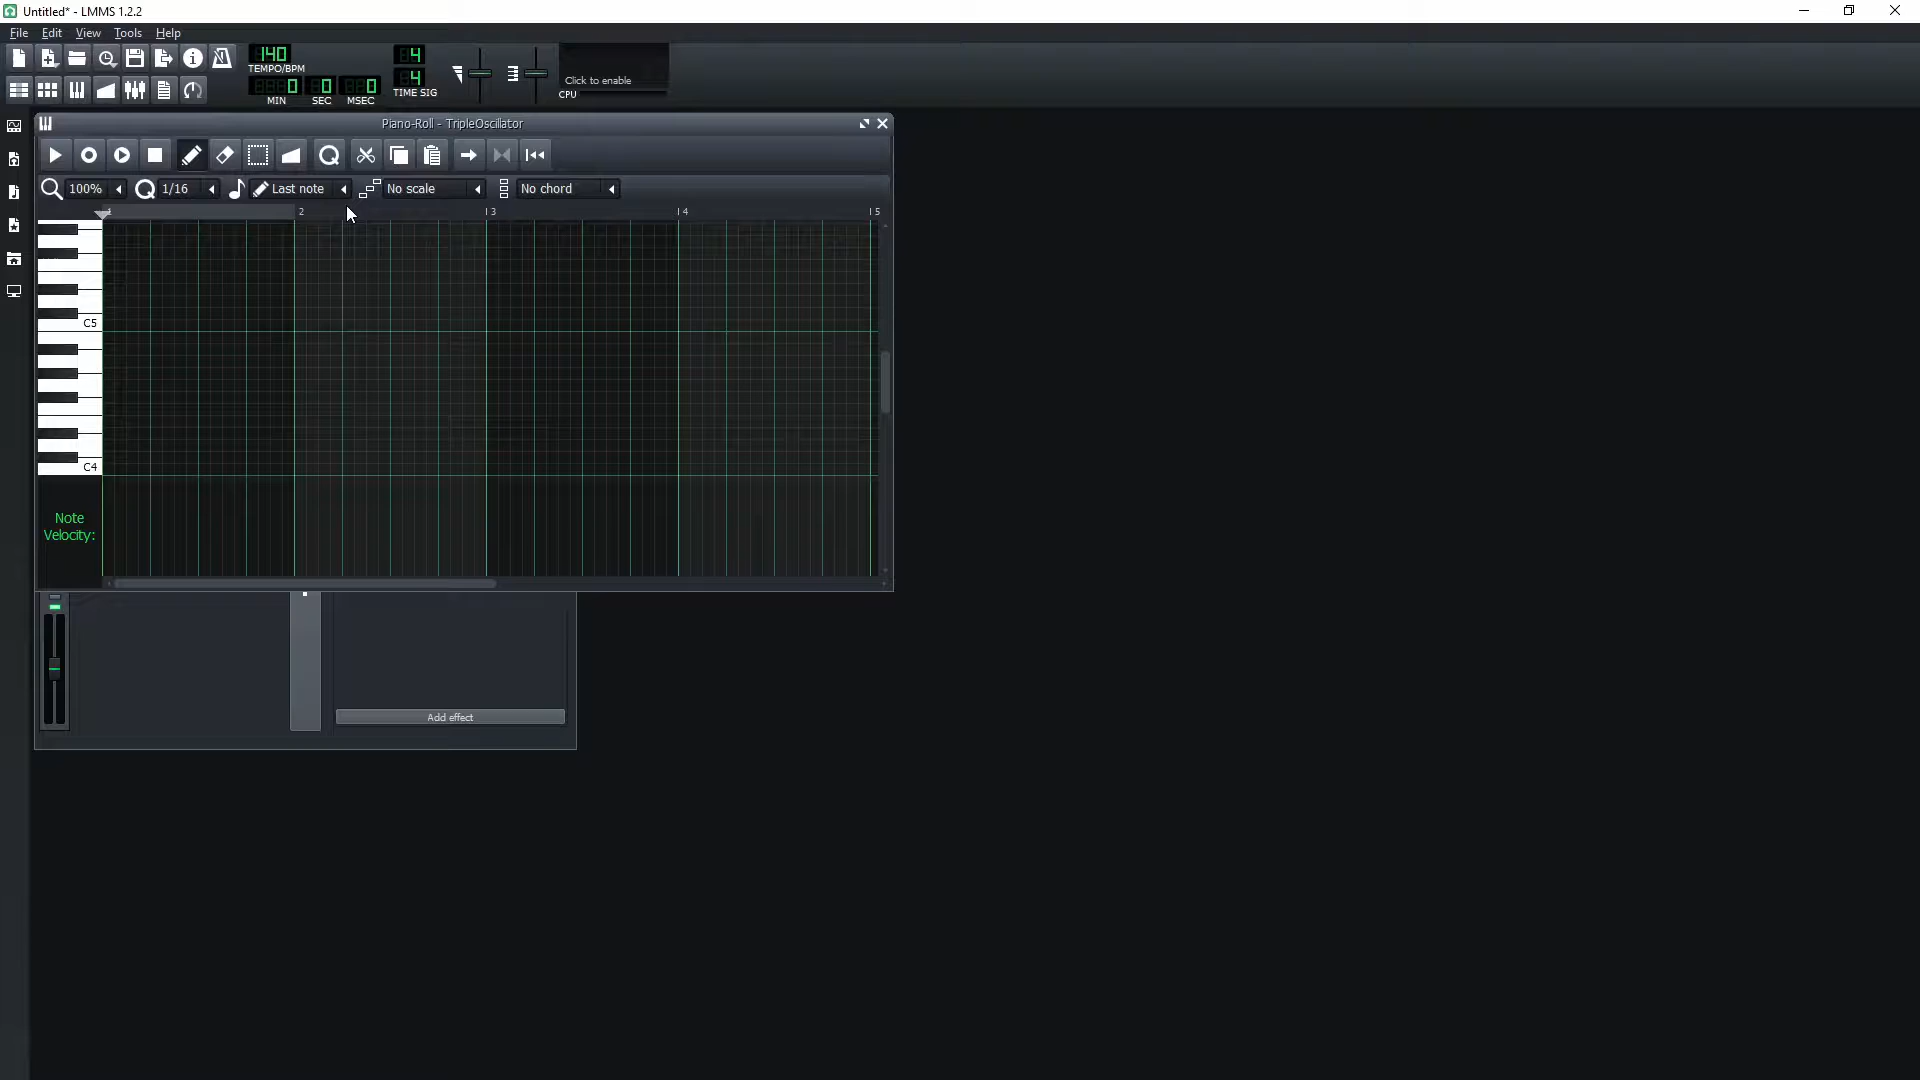 Untitled* - LMMS 1.2.2
File Edit View Tools Help
140
TEMPO/BPM
4
4
TIME SIG
0 0 0
MIN SEC MSEC
Click to enable
CPU
Piano-Roll - TripleOscillator
100% 1/16 Last note No scale No chord
1 2 3 4 5
C5
C4
Note
Velocity:
Add effect